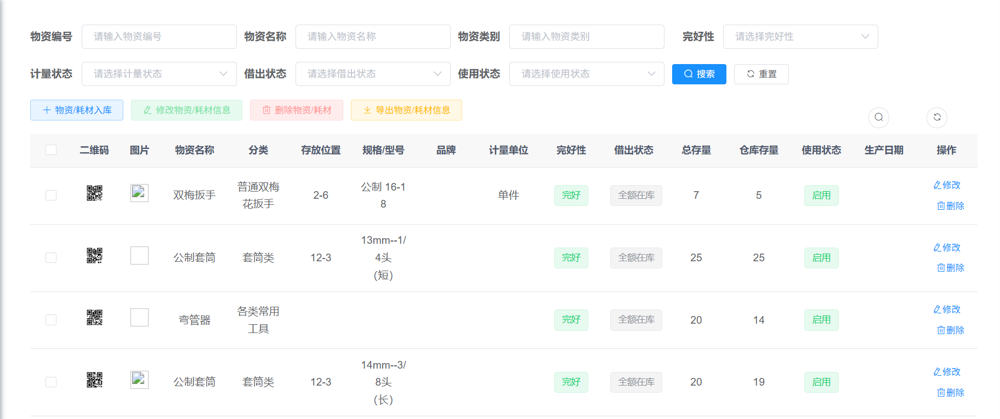 物资编号 请输入物资编号 物资名称 请输入物资名称 物资类别 请输入物资类别 完好性 请选择完好性
计量状态 请选择计量状态 借出状态 请选择借出状态 使用状态 请选择使用状态 搜索 重置
物资/耗材入库 修改物资/耗材信息 删除物资/耗材 导出物资/耗材信息
二维码 图片 物资名称 分类 存放位置 规格/型号 品牌 计量单位 完好性 借出状态 总存量 仓库存量 使用状态 生产日期 操作
双梅扳手
普通双梅
花扳手
2-6
公制 16-1
8
单件 完好 全额在库 7 5 启用
修改
删除
公制套筒 套筒类 12-3
13mm--1/
4头
(短)
完好 全额在库 25 25 启用
修改
删除
弯管器
各类常用
工具
完好 全额在库 20 14 启用
修改
删除
公制套筒 套筒类 12-3
14mm--3/
8头
(长)
完好 全额在库 20 19 启用
修改
删除